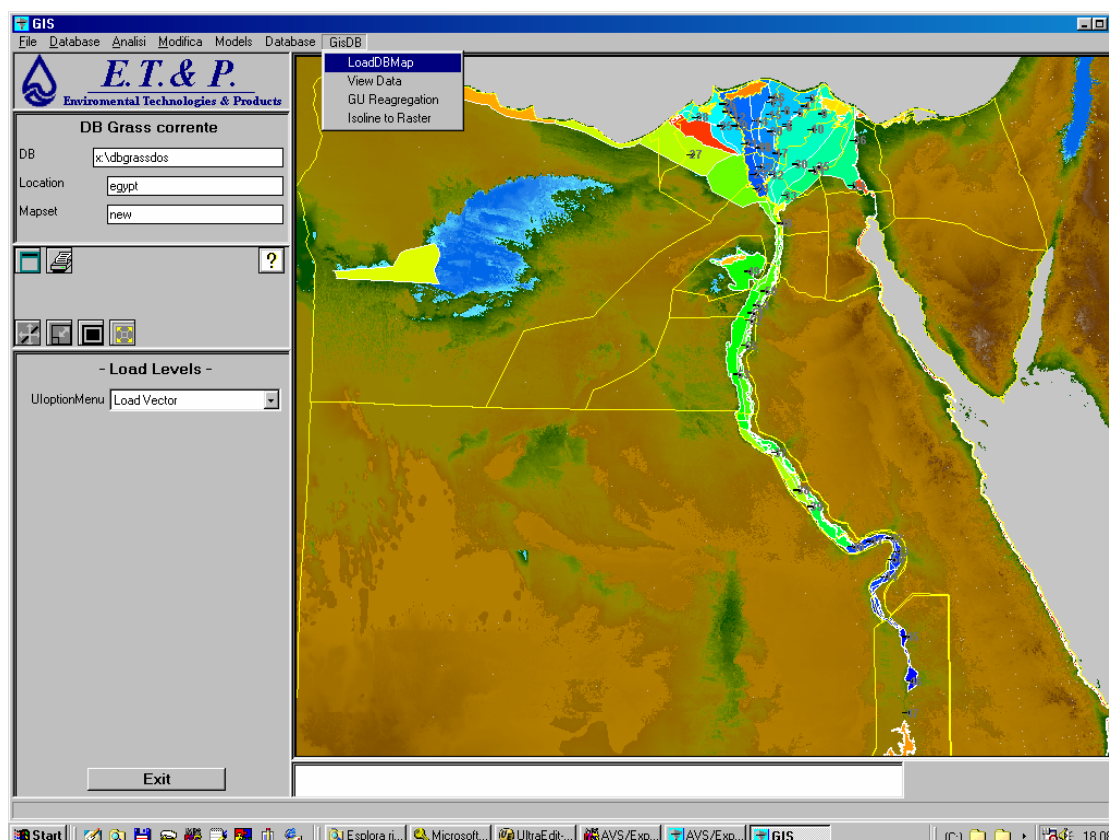 GIS
File Database Analisi Modifica Models Database GisDB
LoadDBMap
View Data
GU Reagregation
Isoline to Raster
E.T. & P.
Enviromental Technologies & Products
DB Grass corrente
DB x:\dbgrassdos
Location egypt
Mapset new
?
- Load Levels -
UIoptionMenu Load Vector
37
Exit
Start Esplora ri... Microsoft... UltraEdit-... AVS/Exp... AVS/Exp... GIS (C:)